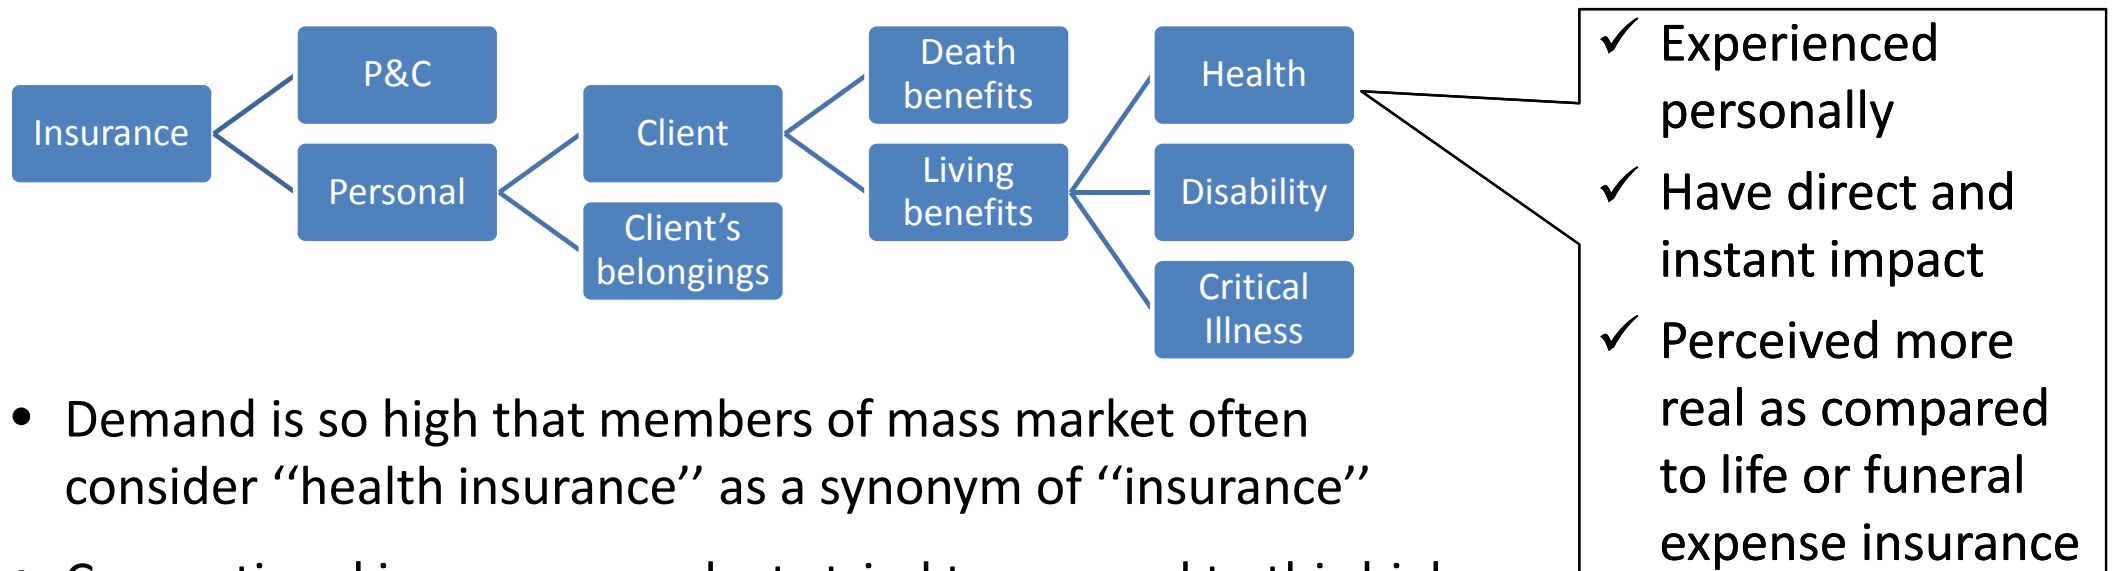 Insurance
P&C
Personal
Client
Client’s
belongings
Death
benefits
Living
benefits
Health
Disability
Critical
Illness
✓ Experienced
personally
✓ Have direct and
instant impact
✓ Perceived more
real as compared
to life or funeral
expense insurance
• Demand is so high that members of mass market often
consider ‘‘health insurance’’ as a synonym of ‘‘insurance’’